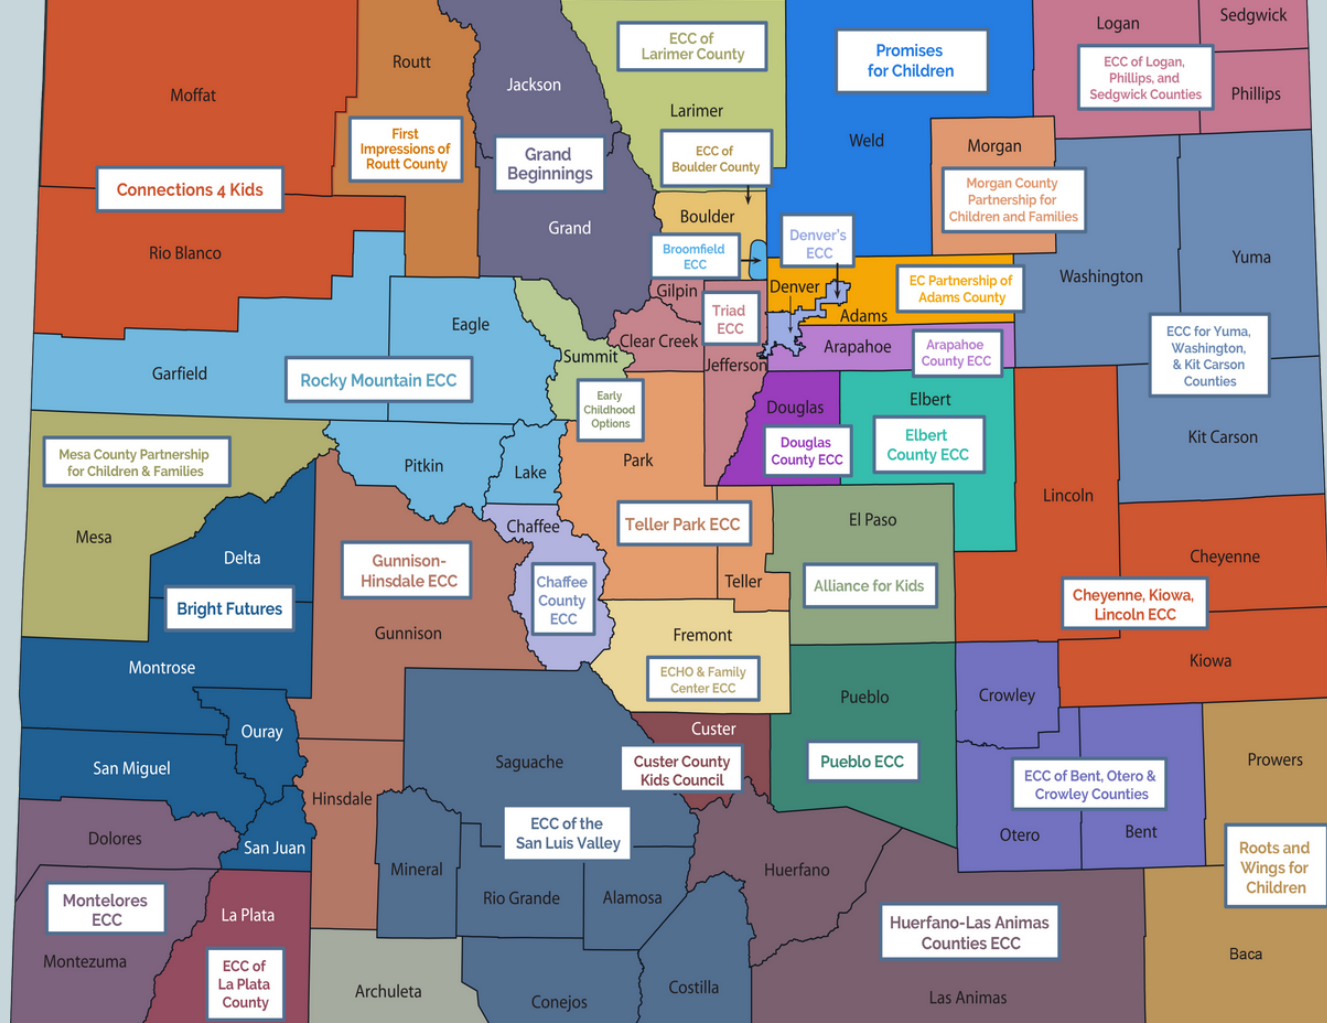 Logan
Sedgwick
ECC of
Larimer County
Promises
for Children
Routt
Jackson
ECC of Logan,
Phillips, and
Sedgwick Counties
Phillips
Moffat
Larimer
First
Impressions of
Routt County
Grand
Beginnings
ECC of
Boulder County
Weld
Morgan
Connections 4 Kids
Morgan County
Partnership for
Children and Families
Boulder
Grand
Denver's
ECC
Broomfield
ECC
Rio Blanco
Yuma
Washington
Gilpin
Denver
EC Partnership of
Adams County
Triad
ECC
Adams
Eagle
Clear Creek
Arapahoe
Arapahoe
County ECC
ECC for Yuma,
Washington,
& Kit Carson
Counties
Summit
Jefferson
Garfield
Rocky Mountain ECC
Early
Childhood
Options
Douglas
Elbert
Douglas
County ECC
Elbert
County ECC
Kit Carson
Mesa County Partnership
for Children & Families
Pitkin
Lake
Park
Lincoln
Mesa
Chaffee
Teller Park ECC
El Paso
Delta
Gunnison-
Hinsdale ECC
Chaffee
County
ECC
Teller
Alliance for Kids
Cheyenne
Bright Futures
Cheyenne, Kiowa,
Lincoln ECC
Gunnison
Fremont
Montrose
ECHO & Family
Center ECC
Kiowa
Pueblo
Crowley
Ouray
Custer
San Miguel
Saguache
Custer County
Kids Council
Pueblo ECC
ECC of Bent, Otero &
Crowley Counties
Prowers
Hinsdale
Dolores
San Juan
ECC of the
San Luis Valley
Otero
Bent
Mineral
Huerfano
Roots and
Wings for
Children
Rio Grande
Alamosa
Montelores
ECC
La Plata
Huerfano-Las Animas
Counties ECC
Montezuma
ECC of
La Plata
County
Archuleta
Conejos
Costilla
Las Animas
Baca